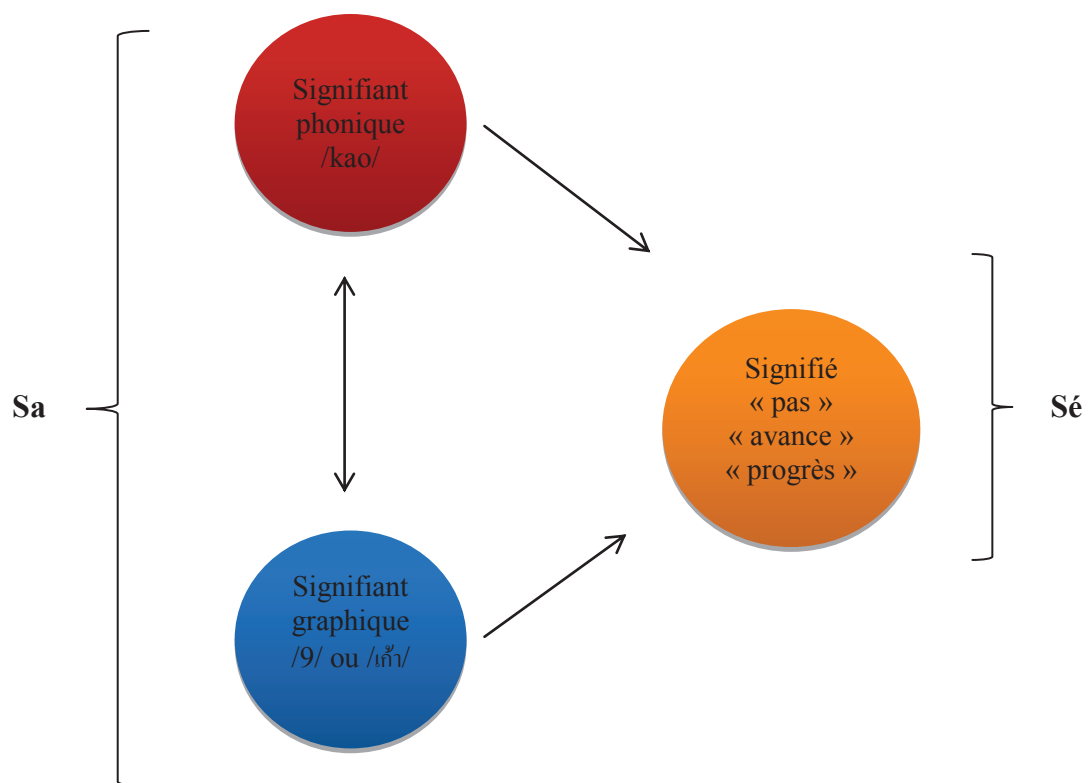 Signifiant
phonique
/kao/
Sa
Signifié
« pas »
« avance »
« progrès »
Sé
Signifiant
graphique
/9/ ou /เก้า/